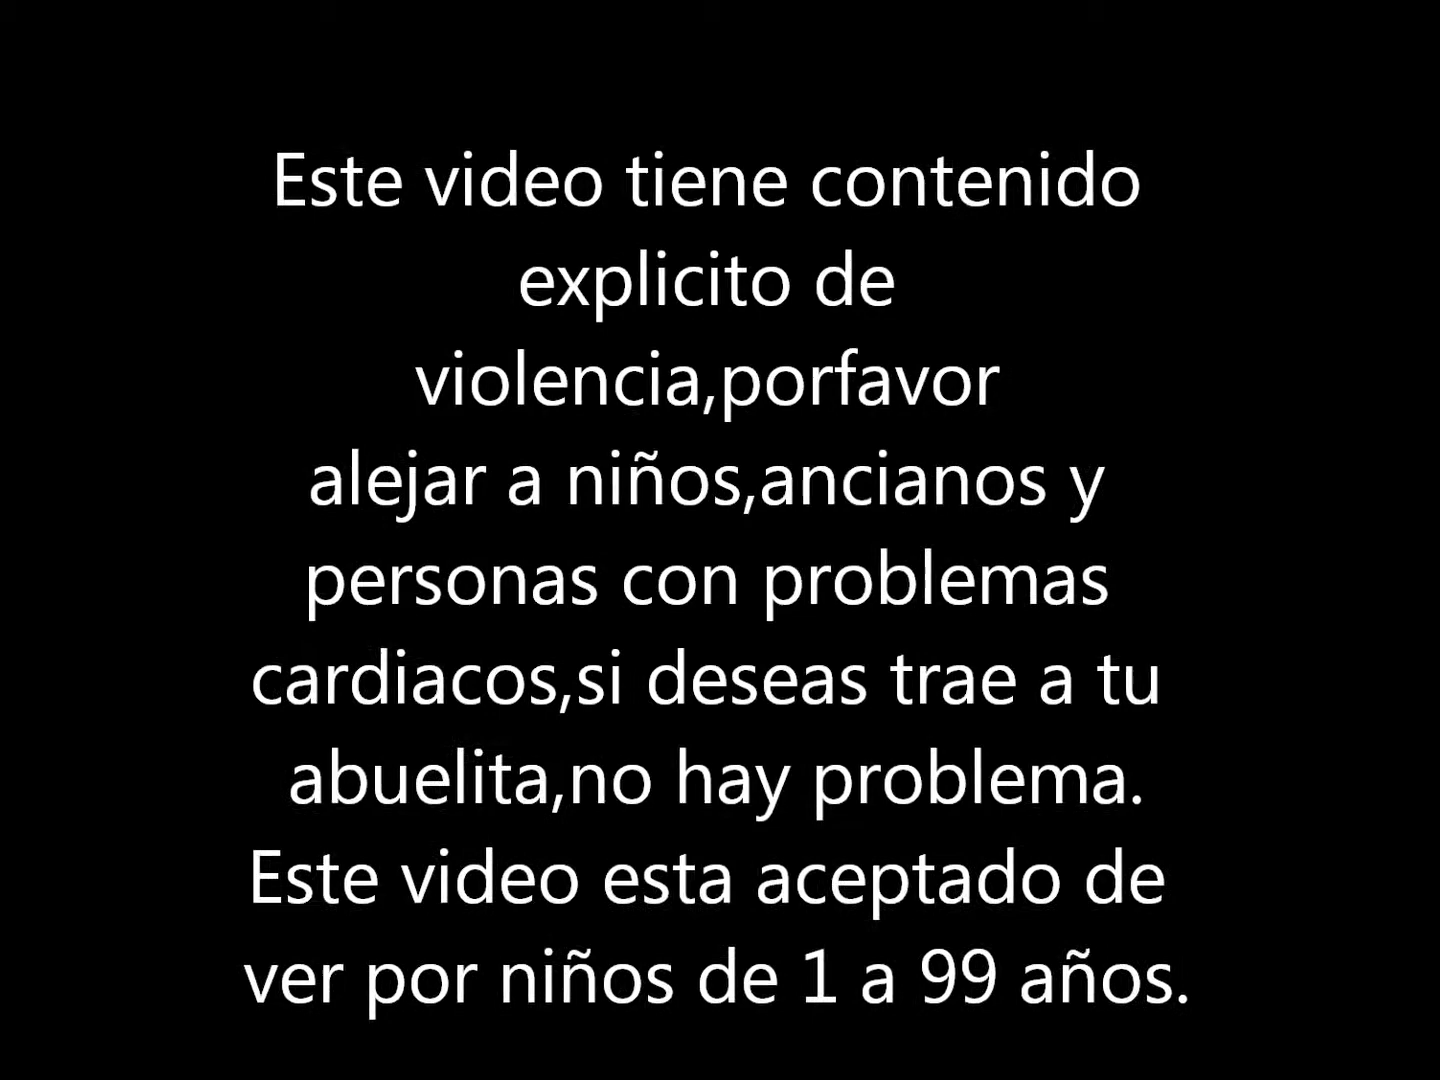 Este video tiene contenido
explicito de
violencia,porfavor
alejar a niños,ancianos y
personas con problemas
cardiacos,si deseas trae a tu
abuelita,no hay problema.
Este video esta aceptado de
ver por niños de 1 a 99 años.